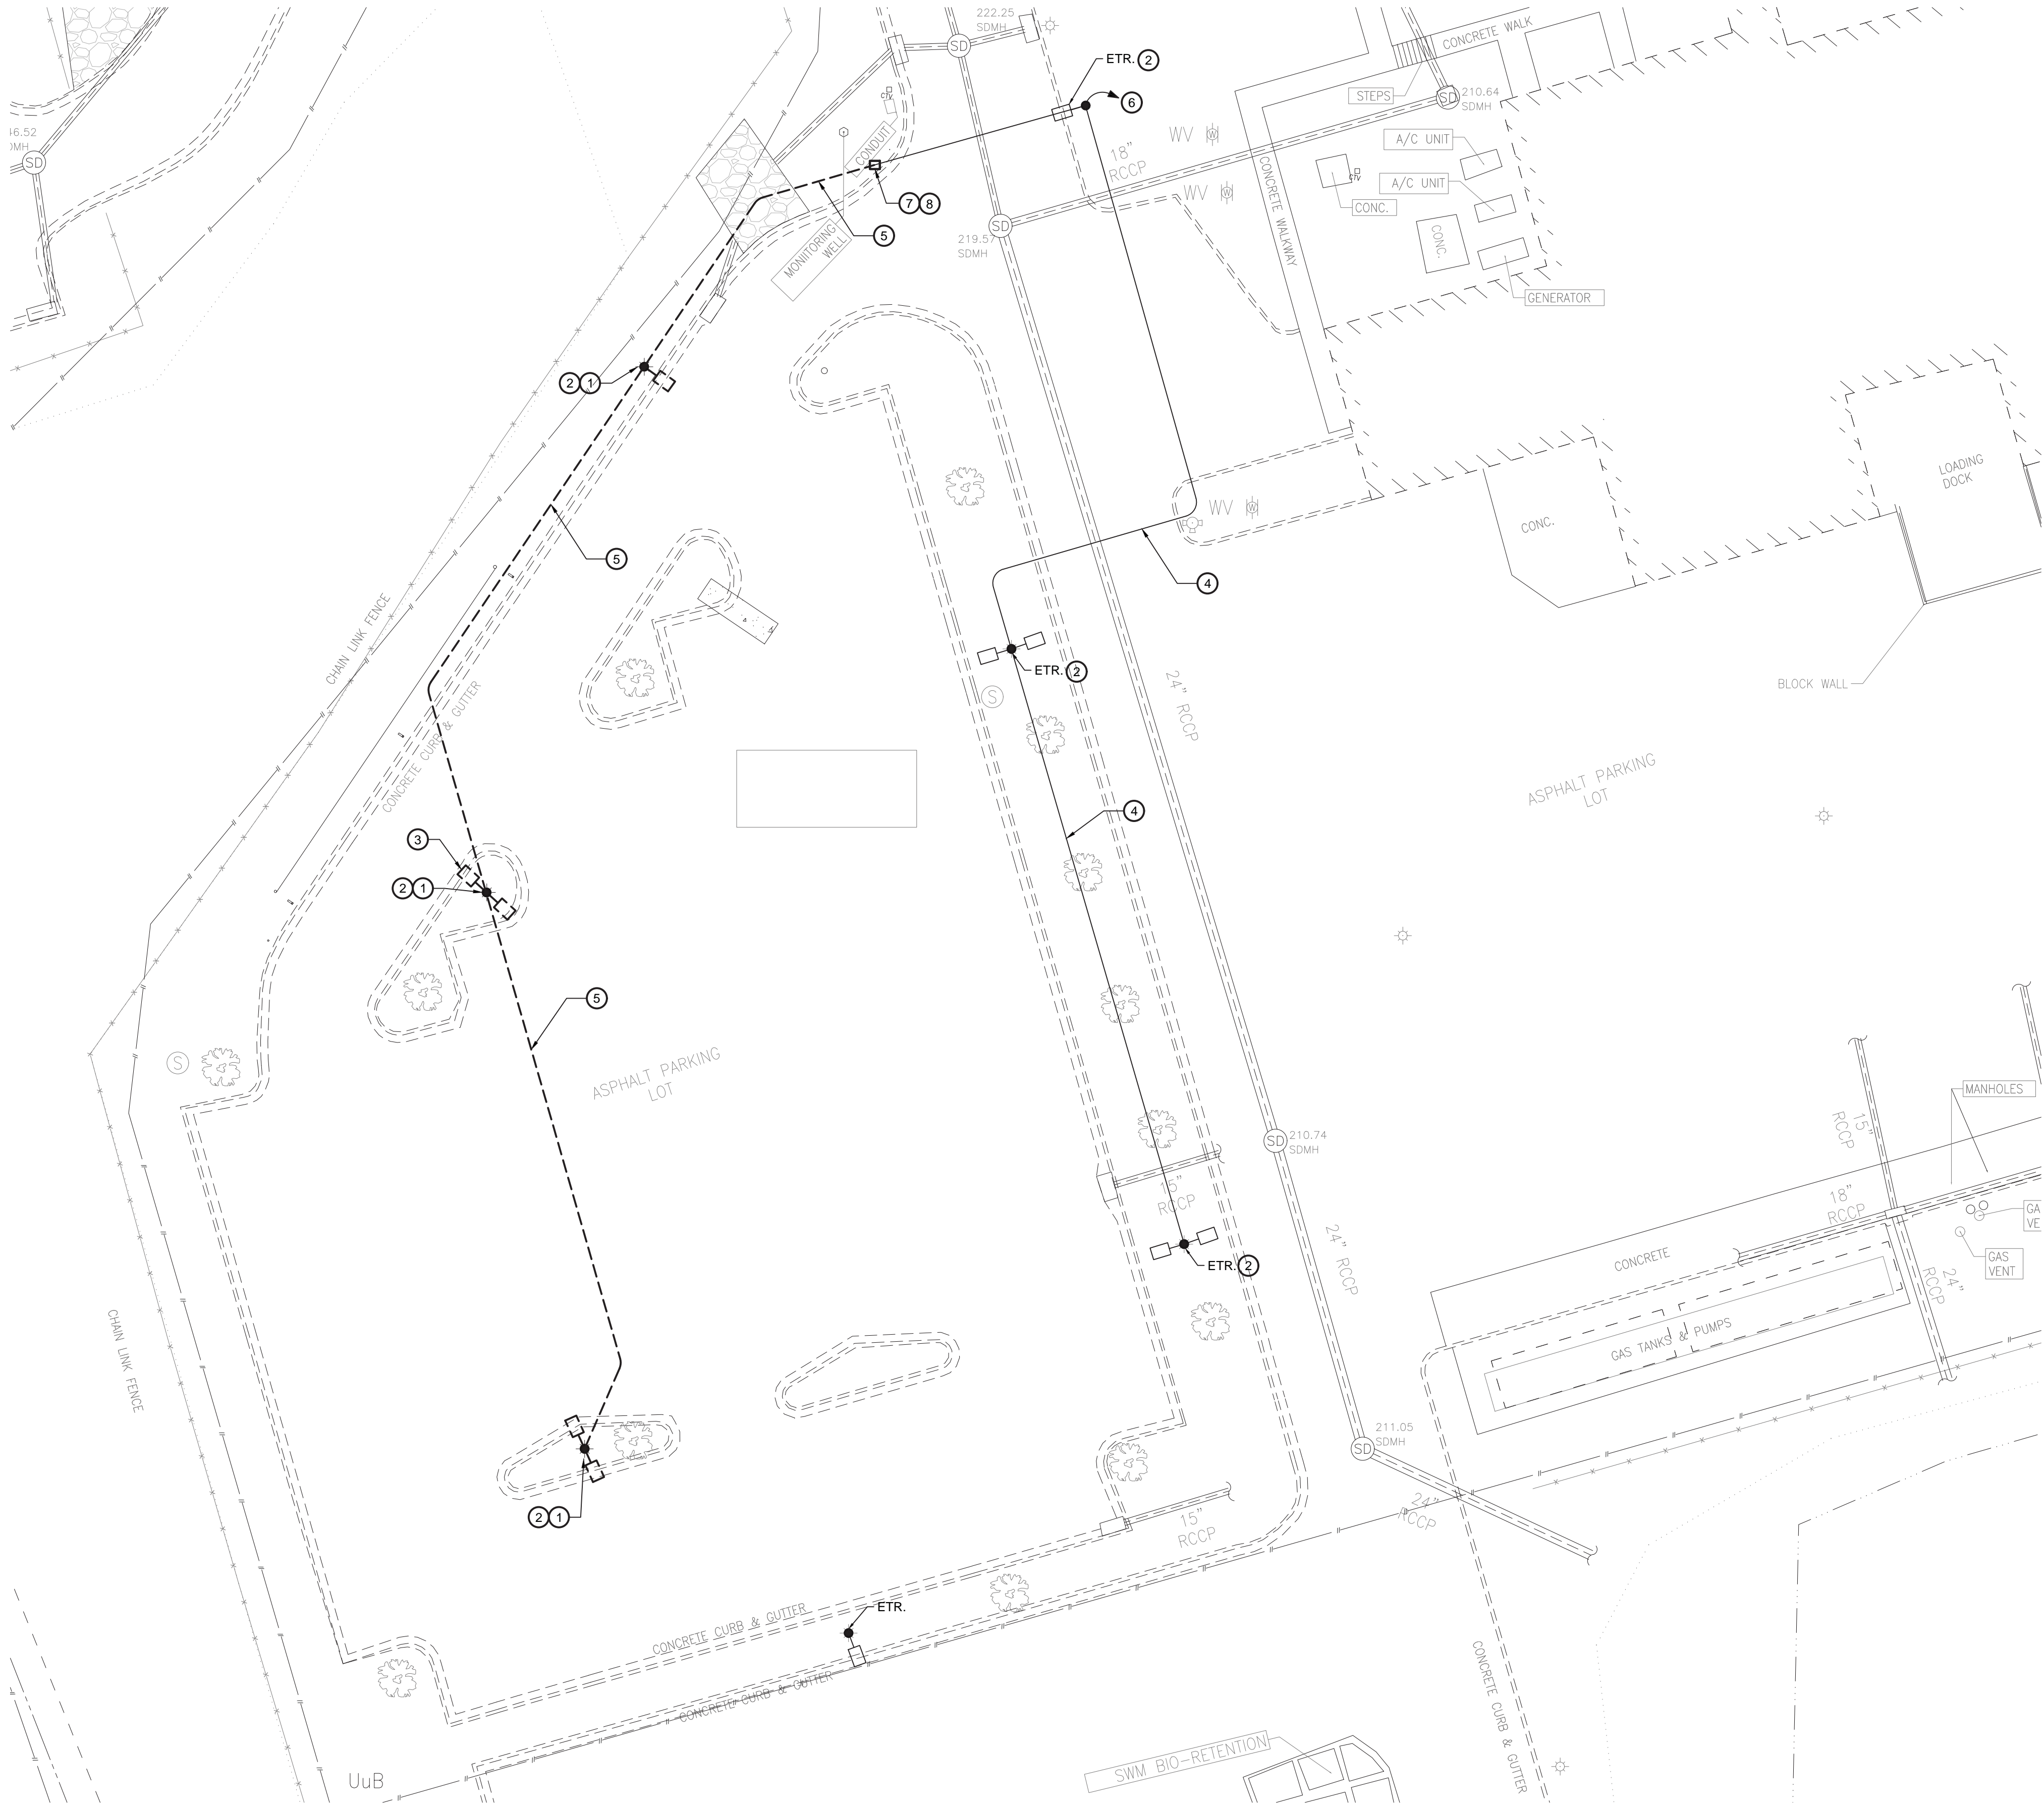 222.25
SDMH
SD
ETR. 2
6
CONCRETE WALK
STEPS
SD
210.64
SDMH
A/C UNIT
A/C UNIT
CTV
CONC.
CONC.
GENERATOR
CONCRETE WALKWAY
WV W
WV W
18"
RCCP
CTV
CONDUIT
7 8
5
MONIITORING
WELL
SD
219.57
SDMH
46.52
SD
2 1
5
CHAIN LINK FENCE
CONCRETE CURB & GUTTER
WV W
4
CONC.
LOADING
DOCK
BLOCK WALL
ETR. 2
S
24" RCCP
4
ASPHALT PARKING
LOT
3
2 1
5
S
ASPHALT PARKING
LOT
SD
210.74
SDMH
15"
RCCP
24" RCCP
ETR. 2
15"
RCCP
MANHOLES
18"
RCCP
GA
VE
GAS
VENT
24"
RCCP
CONCRETE
GAS TANKS & PUMPS
CHAIN LINK FENCE
SD
211.05
SDMH
24"
RCCP
2 1
15"
RCCP
ETR.
CONCRETE CURB & GUTTER
CONCRETE CURB & GUTTER
CONCRETE CURB & GUTTER
SWM BIO-RETENTION
UuB